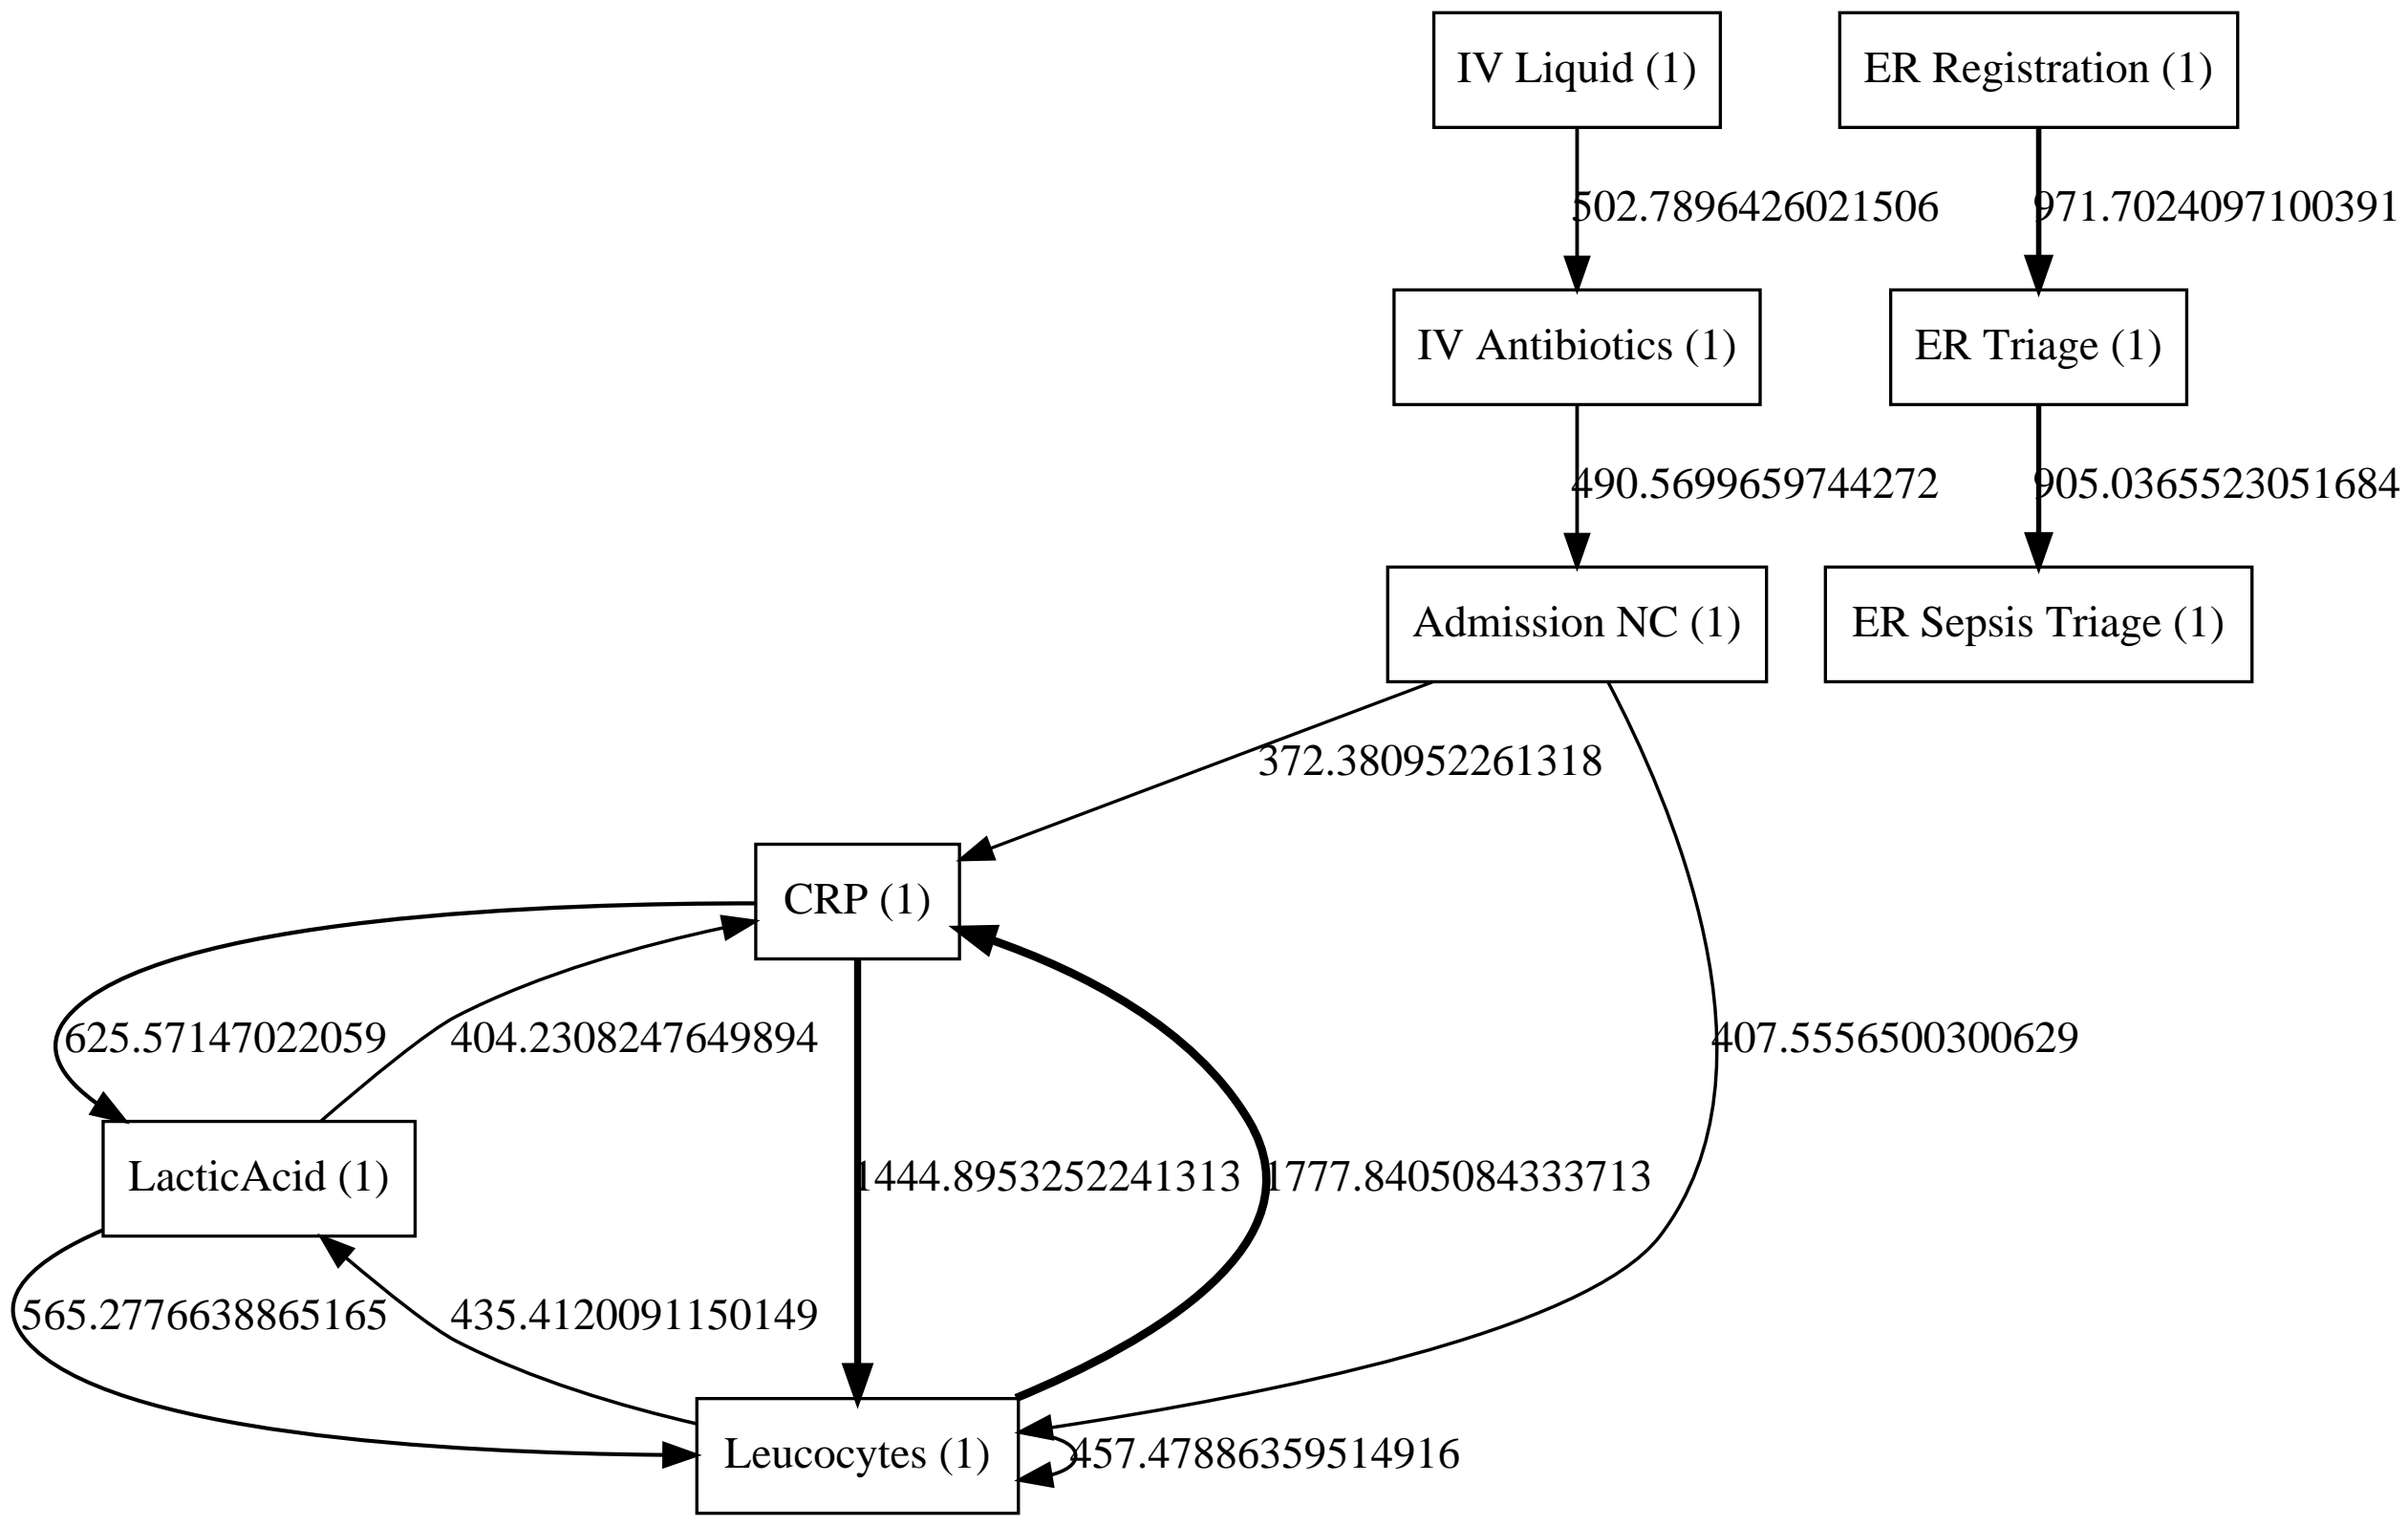 IV Liquid (1)
ER Registration (1)
502.7896426021506
971.7024097100391
IV Antibiotics (1)
ER Triage (1)
490.5699659744272
905.0365523051684
Admission NC (1)
ER Sepsis Triage (1)
372.380952261318
CRP (1)
625.57147022059
404.2308247649894
407.5556500300629
LacticAcid (1)
1444.8953252241313
1777.8405084333713
565.2776638865165
435.4120091150149
Leucocytes (1)
457.47886359514916